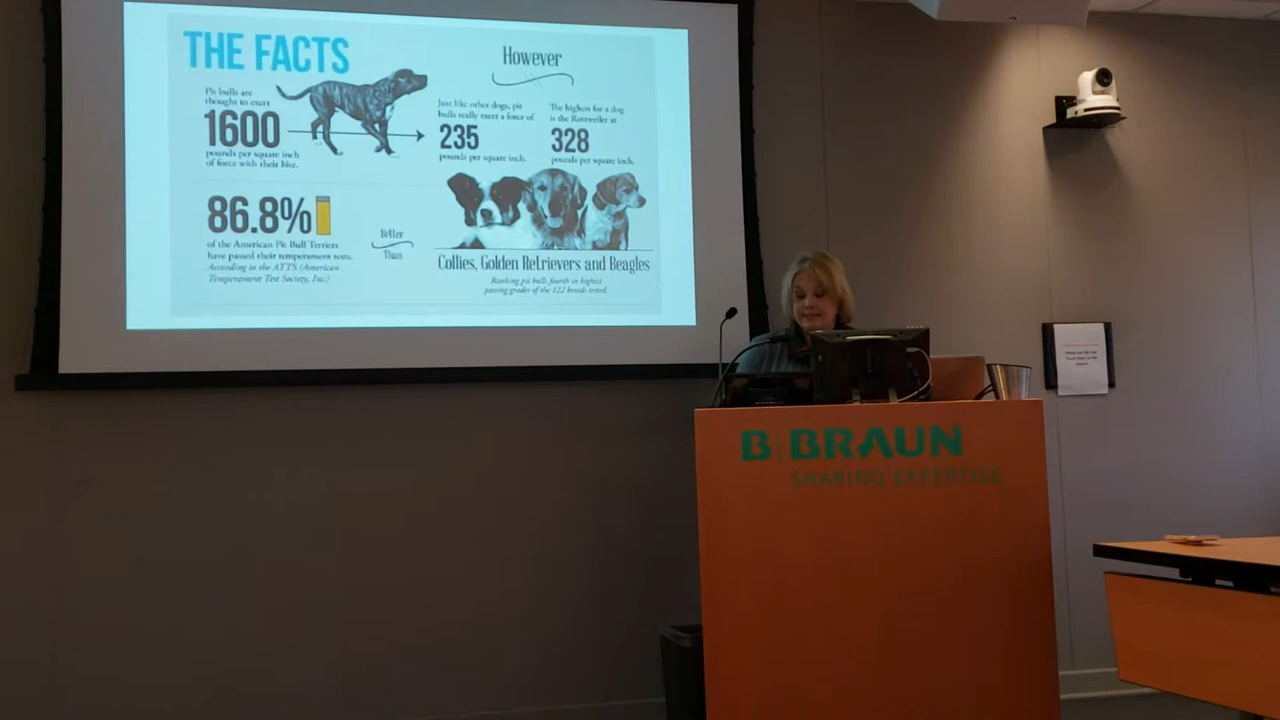 THE FACTS
Pit bulls are
thought to exert
1600
pounds per square inch
of force with their bite.
However
Just like other dogs, pit
bulls really exert a force of
235
pounds per square inch.
The highest for a dog
is the Rottweiler at
328
pounds per square inch.
86.8%
of the American Pit Bull Terriers
have passed their temperament tests.
According to the ATTS (American
Temperament Test Society, Inc.)
Better
Than
Collies, Golden Retrievers and Beagles
Ranking pit bulls fourth in highest
passing grades of the 122 breeds tested.
B|BRAUN
SHARING EXPERTISE